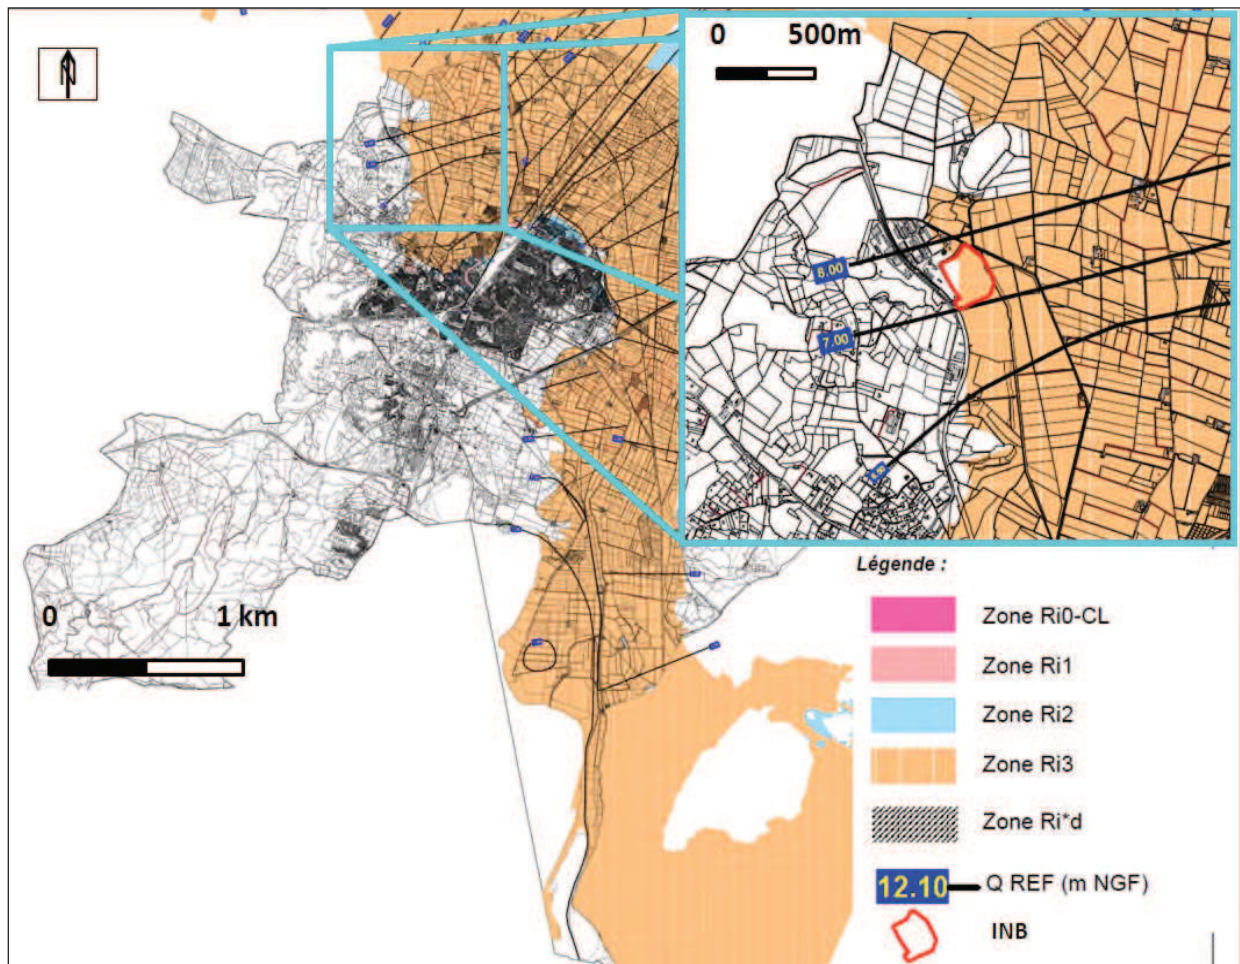 0 500m
8.00
7.00
0 1 km
Légende :
Zone Ri0-CL
Zone Ri1
Zone Ri2
Zone Ri3
Zone Ri*d
12.10 Q REF (m NGF)
INB